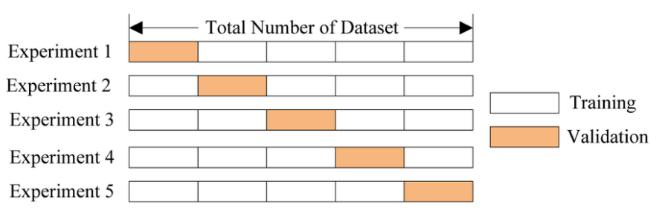 Total Number of Dataset
Experiment 1
Experiment 2
Experiment 3
Experiment 4
Experiment 5
Training
Validation